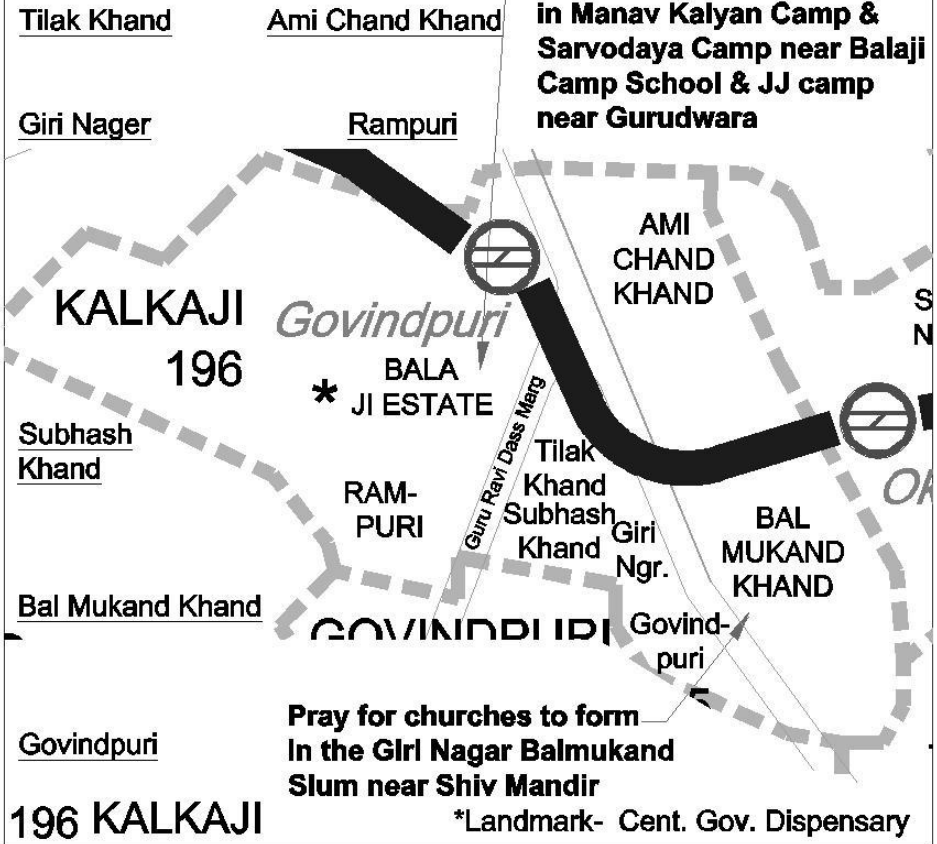 Tilak Khand
Ami Chand Khand
in Manav Kalyan Camp &
Sarvodaya Camp near Balaji
Camp School & JJ camp
near Gurudwara
Giri Nager
Rampuri
AMI
CHAND
KHAND
KALKAJI
196
Govindpuri
BALA
* JI ESTATE
Guru Ravi Dass Marg
Subhash
Khand
RAM-
PURI
Tilak
Khand
Subhash
Khand
Giri
Ngr.
BAL
MUKAND
KHAND
Bal Mukand Khand
GOVINDPURI
Govind-
puri
Pray for churches to form
in the Giri Nagar Balmukand
Slum near Shiv Mandir
Govindpuri
196 KALKAJI
*Landmark- Cent. Gov. Dispensary